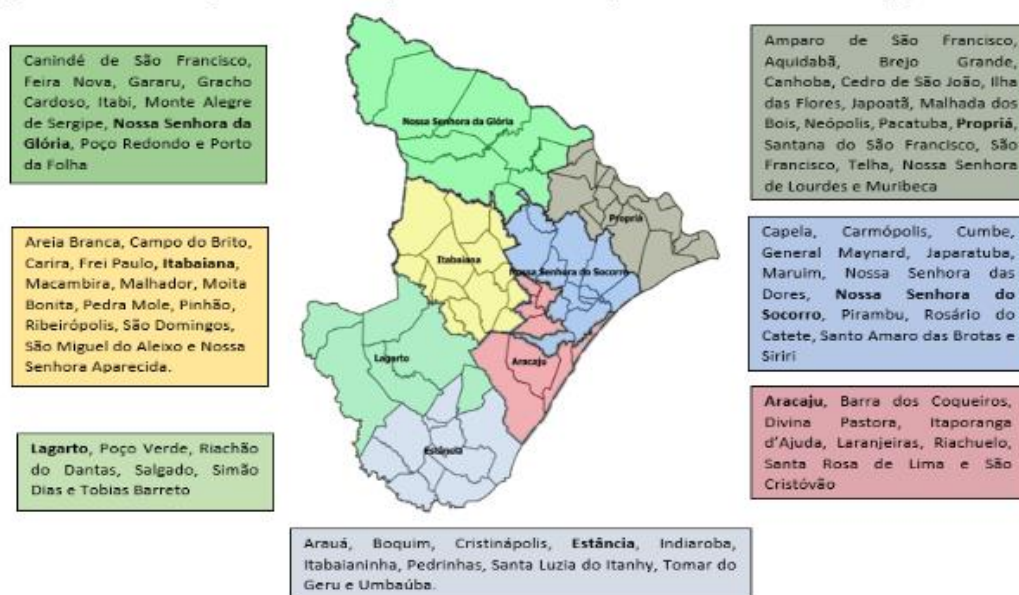 Canindé de São Francisco,
Feira Nova, Gararu, Gracho
Cardoso, Itabi, Monte Alegre
de Sergipe, Nossa Senhora da
Glória, Poço Redondo e Porto
da Folha
Amparo de São Francisco,
Aquidabã, Brejo Grande,
Canhoba, Cedro de São João, Ilha
das Flores, Japoatã, Malhada dos
Bois, Neópolis, Pacatuba, Propriá,
Santana do São Francisco, São
Francisco, Telha, Nossa Senhora
de Lourdes e Muribeca
Nossa Senhora da Glória
Propriá
Itabaiana
Nossa Senhora do Socorro
Lagarto
Aracaju
Estância
Areia Branca, Campo do Brito,
Carira, Frei Paulo, Itabaiana,
Macambira, Malhador, Moita
Bonita, Pedra Mole, Pinhão,
Ribeirópolis, São Domingos,
São Miguel do Aleixo e Nossa
Senhora Aparecida.
Capela, Carmópolis, Cumbe,
General Maynard, Japaratuba,
Maruim, Nossa Senhora das
Dores, Nossa Senhora do
Socorro, Pirambu, Rosário do
Catete, Santo Amaro das Brotas e
Siriri
Lagarto, Poço Verde, Riachão
do Dantas, Salgado, Simão
Dias e Tobias Barreto
Aracaju, Barra dos Coqueiros,
Divina Pastora, Itaporanga
d'Ajuda, Laranjeiras, Riachuelo,
Santa Rosa de Lima e São
Cristóvão
Arauá, Boquim, Cristinápolis, Estância, Indiaroba,
Itabaianinha, Pedrinhas, Santa Luzia do Itanhy, Tomar do
Geru e Umbaúba.